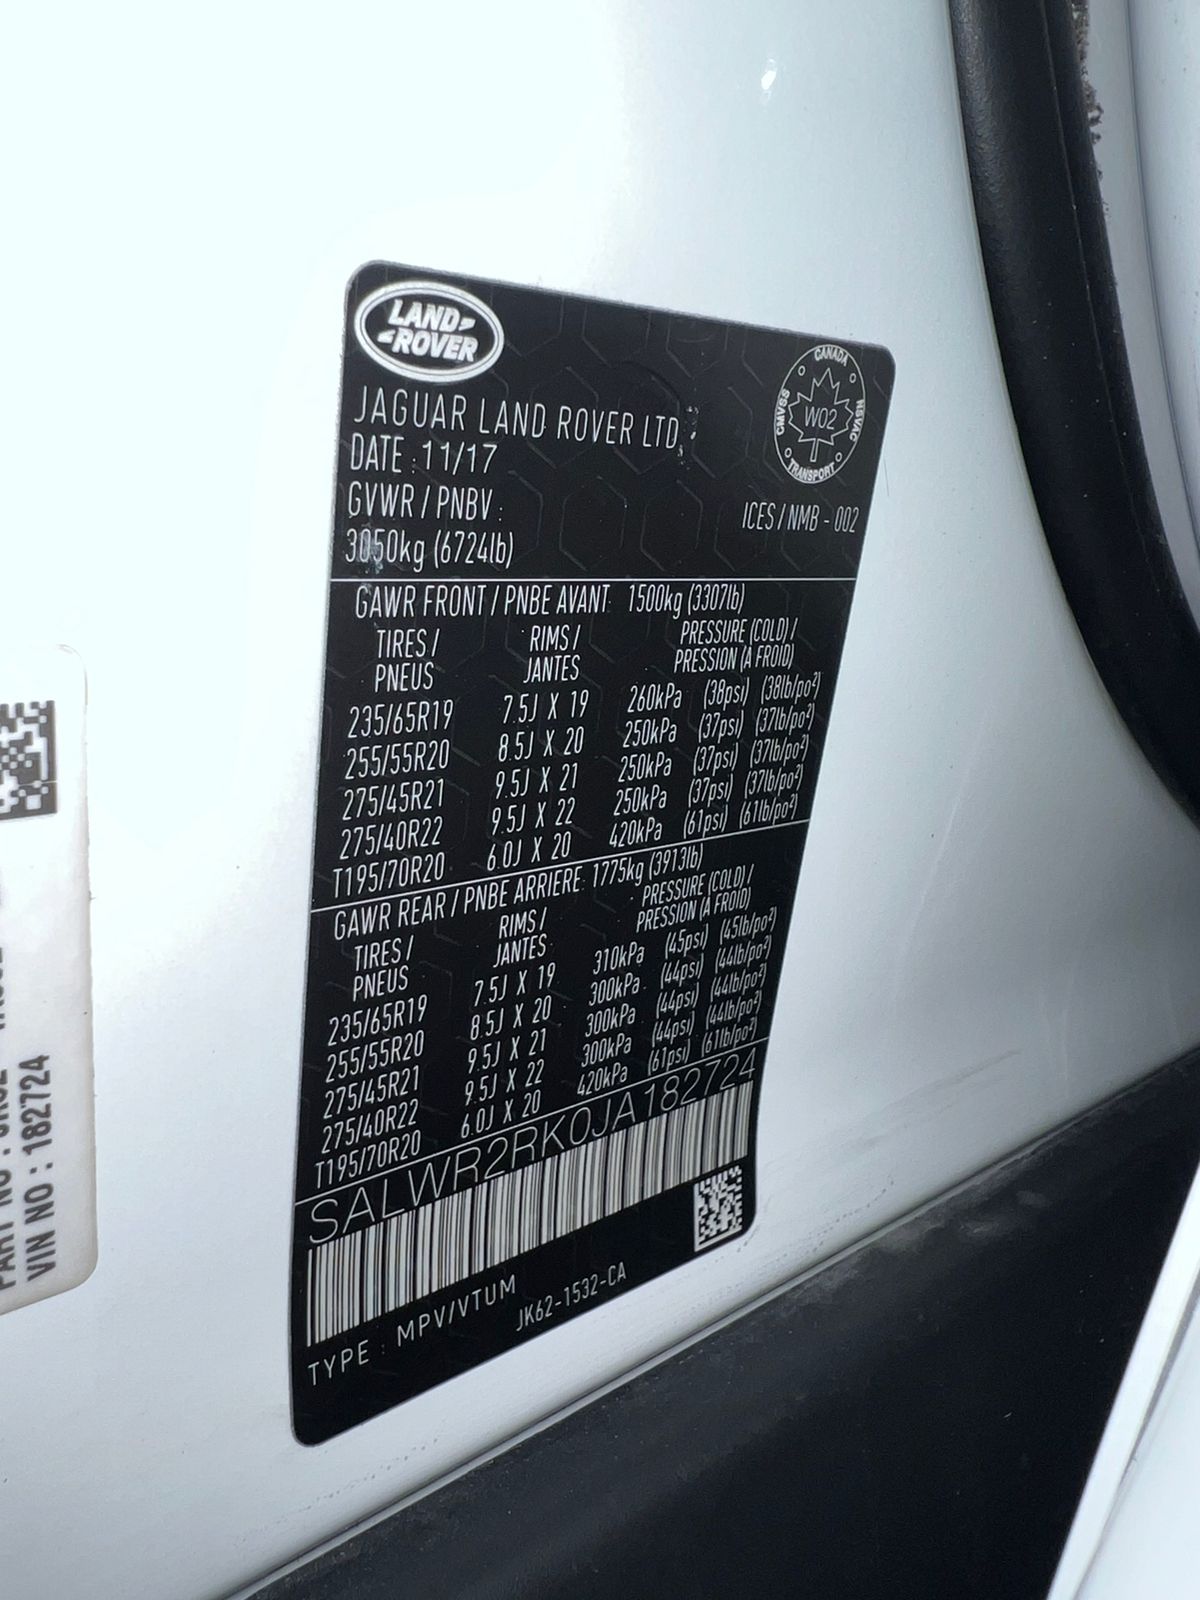 LAND
ROVER
CANADA
CMVSS
W02
NSVAC
TRANSPORT
JAGUAR LAND ROVER LTD.
DATE : 11/17
GVWR / PNBV :
ICES / NMB - 002
3050kg (6724lb)
GAWR FRONT / PNBE AVANT: 1500kg (3307lb)
TIRES / RIMS / PRESSURE (COLD) /
PNEUS JANTES PRESSION (À FROID)
235/65R19 7.5J X 19 260kPa (38psi) (38lb/po²)
255/55R20 8.5J X 20 250kPa (37psi) (37lb/po²)
275/45R21 9.5J X 21 250kPa (37psi) (37lb/po²)
275/40R22 9.5J X 22 250kPa (37psi) (37lb/po²)
T195/70R20 6.0J X 20 420kPa (61psi) (61lb/po²)
GAWR REAR / PNBE ARRIERE: 1775kg (3913lb)
TIRES / RIMS / PRESSURE (COLD) /
PNEUS JANTES PRESSION (À FROID)
235/65R19 7.5J X 19 310kPa (45psi) (45lb/po²)
255/55R20 8.5J X 20 300kPa (44psi) (44lb/po²)
275/45R21 9.5J X 21 300kPa (44psi) (44lb/po²)
275/40R22 9.5J X 22 300kPa (44psi) (44lb/po²)
T195/70R20 6.0J X 20 420kPa (61psi) (61lb/po²)
SALWR2RK0JA182724
TYPE : MPV/VTUM
JK62-1532-CA
PART NO :
VIN NO : 182724